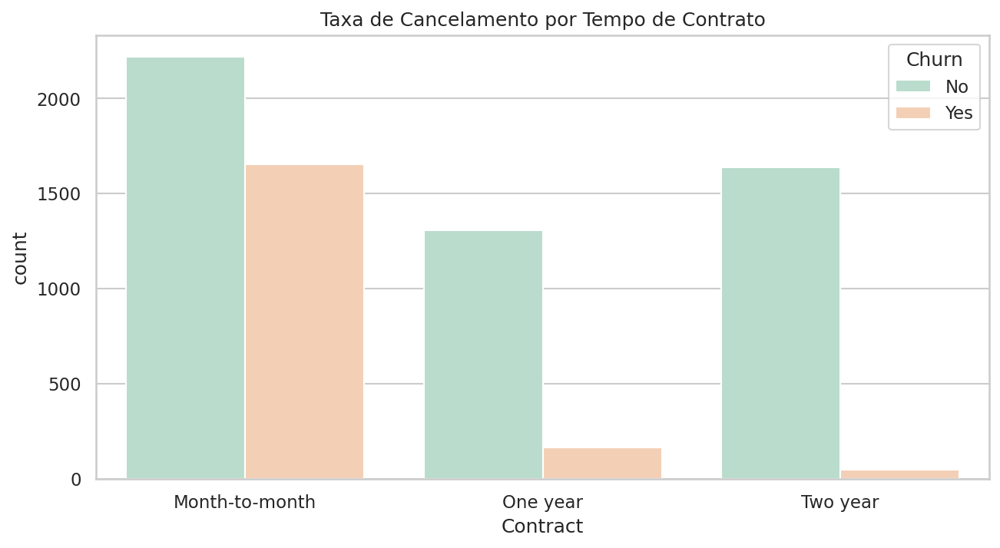 Taxa de Cancelamento por Tempo de Contrato
Churn
No
Yes
count
2000
1500
1000
500
0
Month-to-month
One year
Two year
Contract